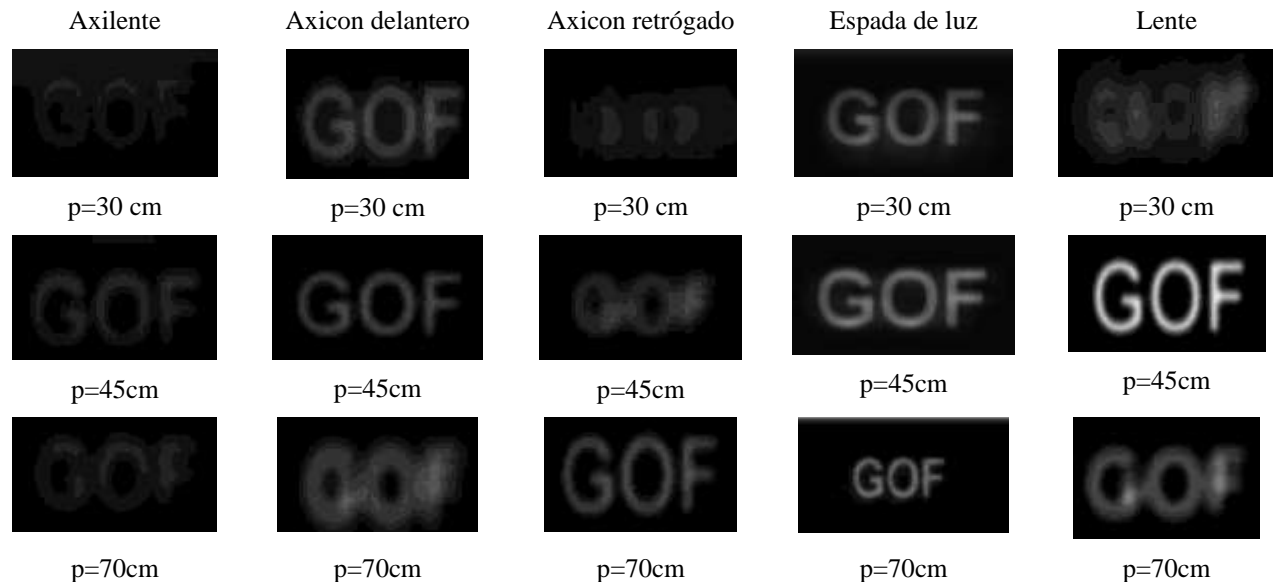 Axilente Axicon delantero Axicon retrógado Espada de luz Lente
GOF GOF GOF
p=30 cm p=30 cm p=30 cm p=30 cm p=30 cm
GOF GOF GOF GOF GOF
p=45cm p=45cm p=45cm p=45cm p=45cm
GOF GOF GOF GOF GOF
p=70cm p=70cm p=70cm p=70cm p=70cm